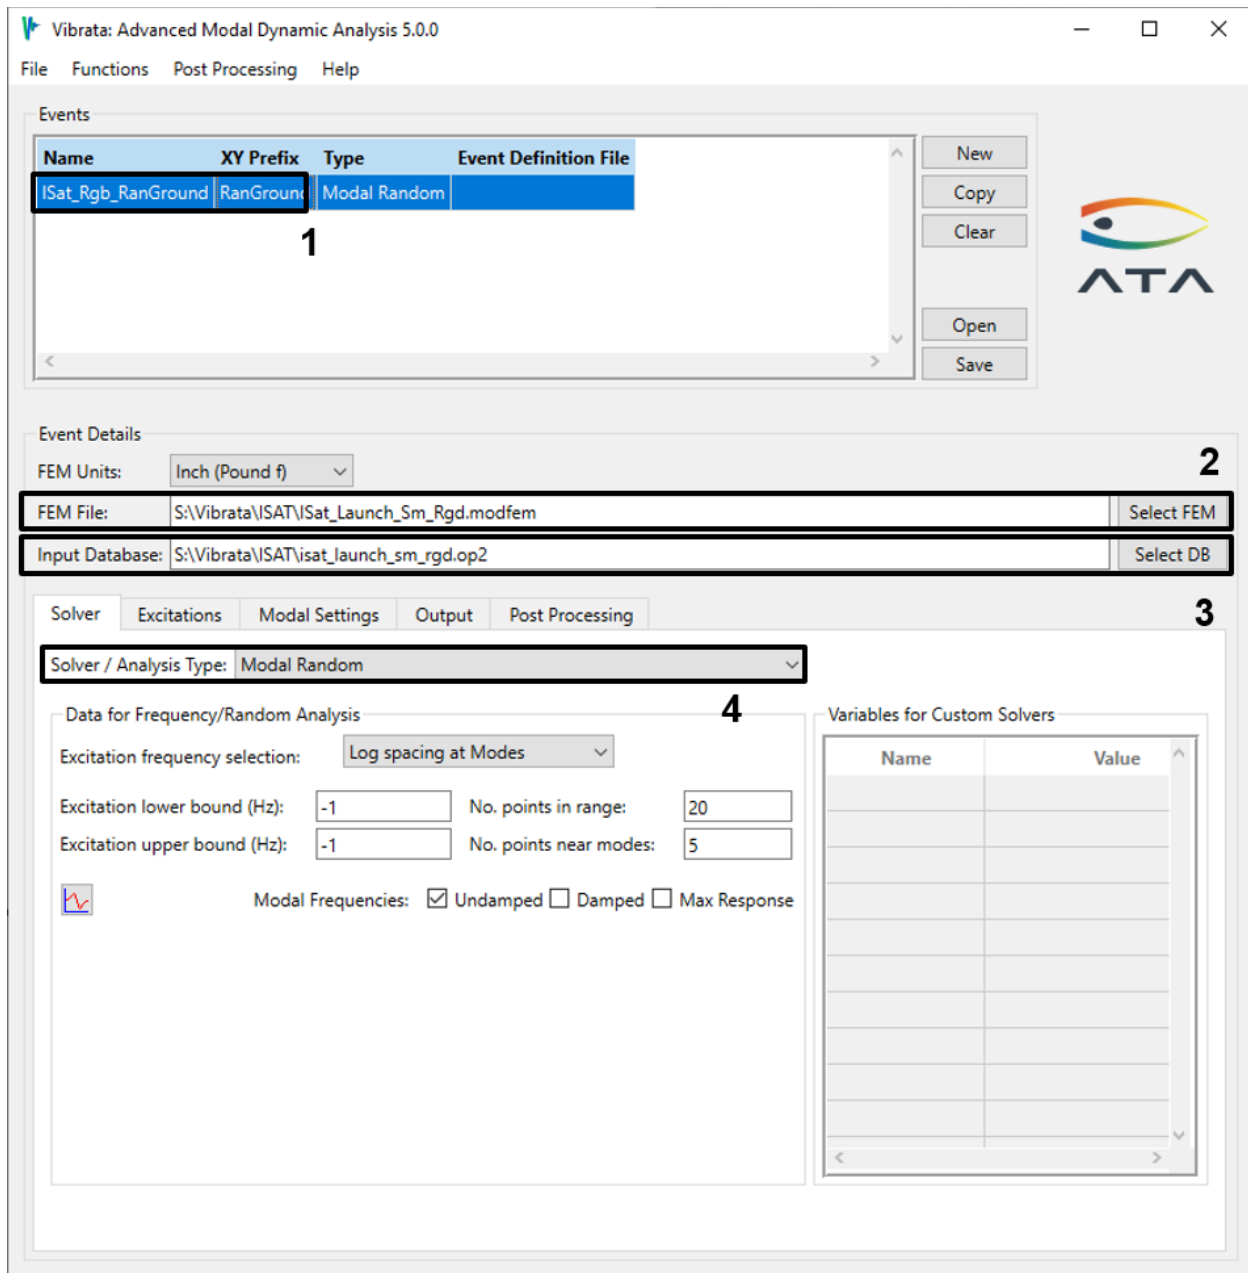 Vibrata: Advanced Modal Dynamic Analysis 5.0.0
File Functions Post Processing Help
Events
Name XY Prefix Type Event Definition File
ISat_Rgb_RanGround RanGround Modal Random
1
New
Copy
Clear
Open
Save
ATA
Event Details
FEM Units: Inch (Pound f)
2
FEM File: S:\Vibrata\ISAT\ISat_Launch_Sm_Rgd.modfem Select FEM
Input Database: S:\Vibrata\ISAT\isat_launch_sm_rgd.op2 Select DB
3
Solver Excitations Modal Settings Output Post Processing
Solver / Analysis Type: Modal Random
4
Data for Frequency/Random Analysis
Excitation frequency selection: Log spacing at Modes
Excitation lower bound (Hz): -1 No. points in range: 20
Excitation upper bound (Hz): -1 No. points near modes: 5
Modal Frequencies: Undamped Damped Max Response
Variables for Custom Solvers
Name Value